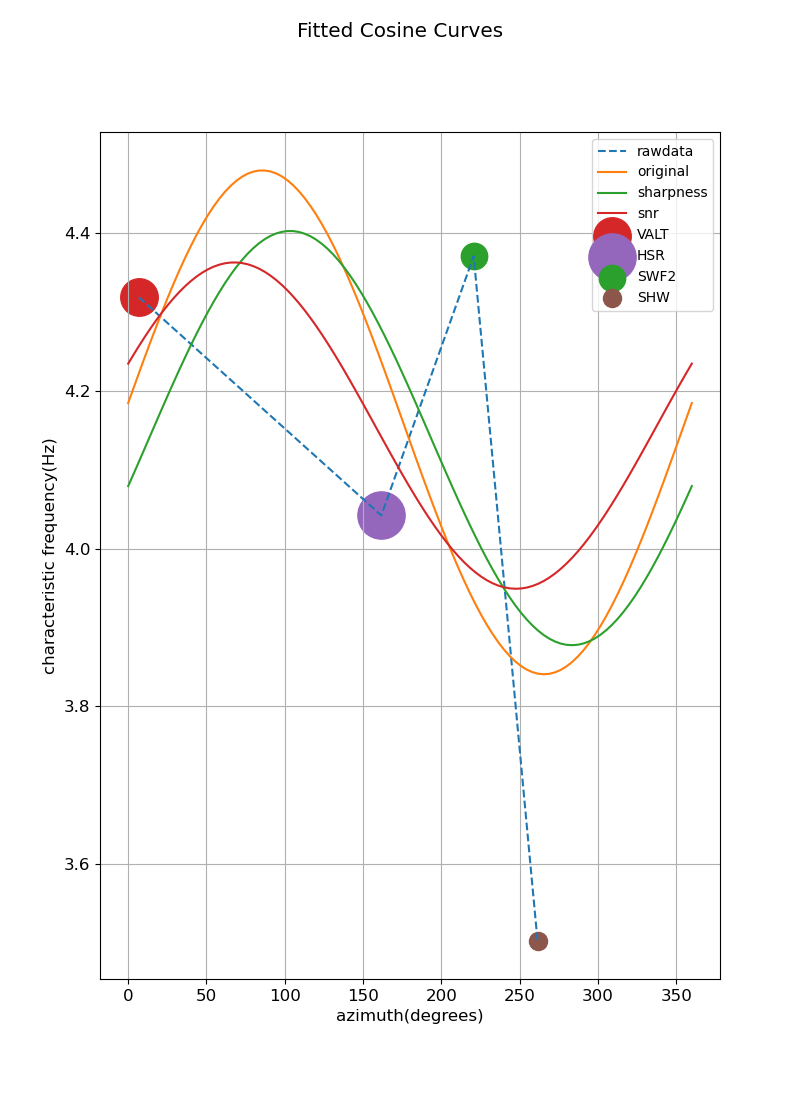 Fitted Cosine Curves
rawdata
original
sharpness
snr
VALT
HSR
SWF2
SHW
characteristic frequency(Hz)
4.4
4.2
4.0
3.8
3.6
0 50 100 150 200 250 300 350
azimuth(degrees)